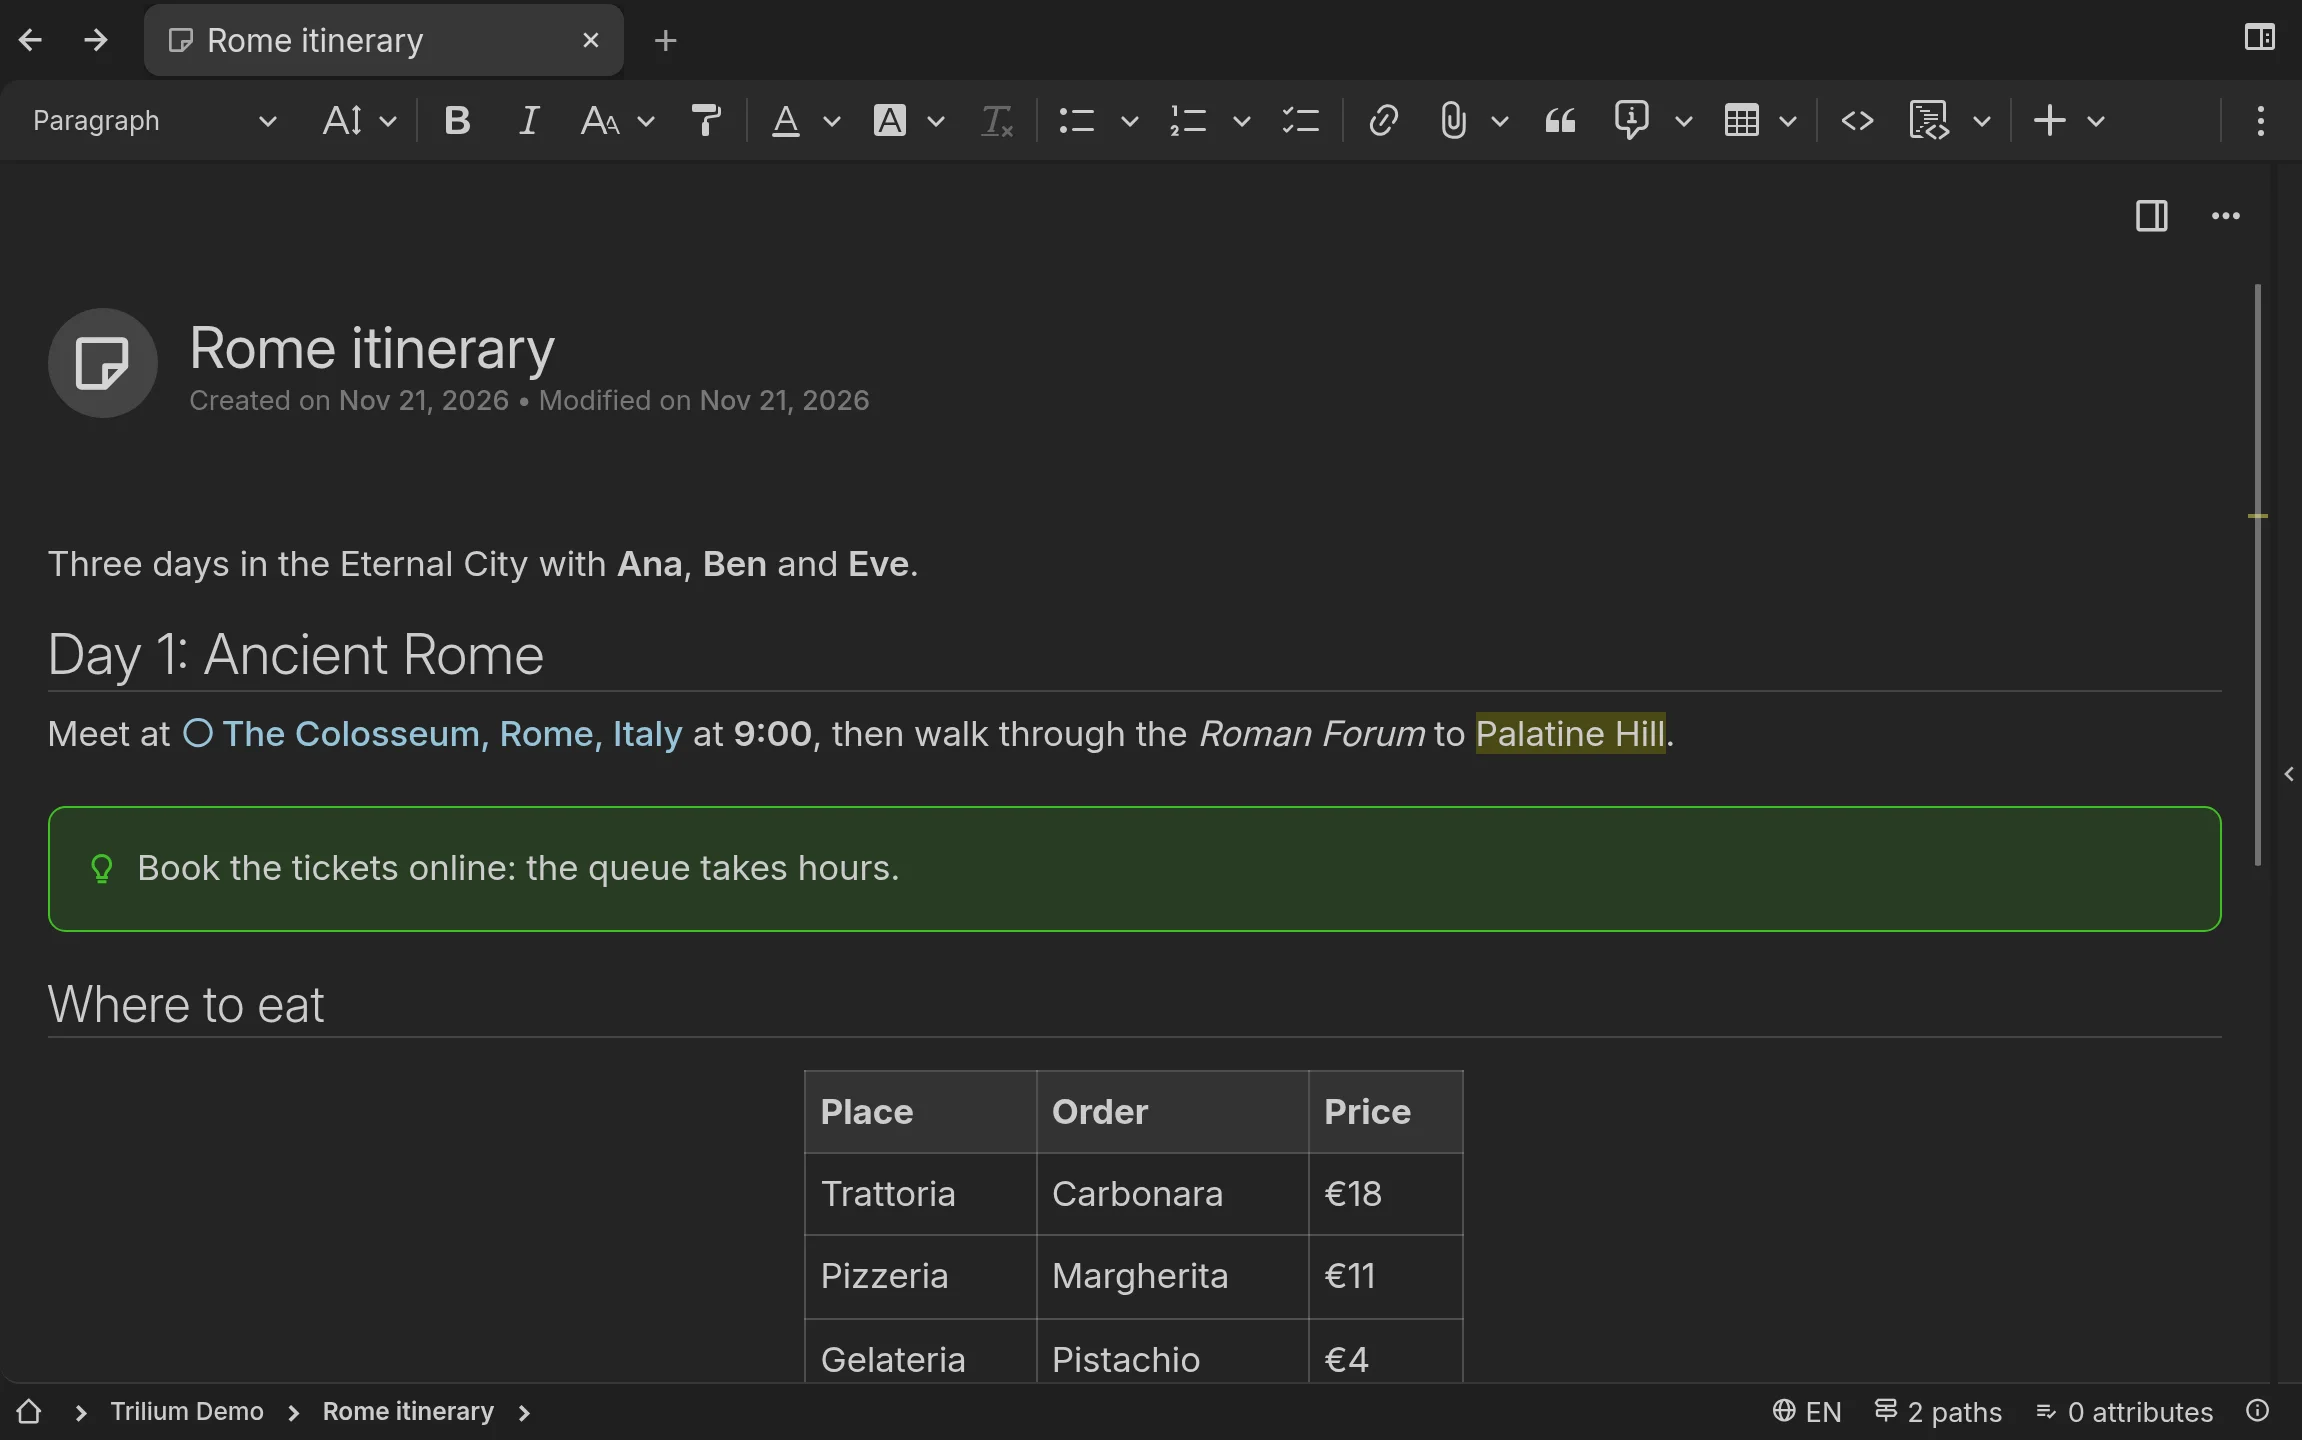 Rome itinerary
Paragraph
Rome itinerary
Created on Nov 21, 2026 • Modified on Nov 21, 2026
Three days in the Eternal City with Ana, Ben and Eve.
Day 1: Ancient Rome
Meet at The Colosseum, Rome, Italy at 9:00, then walk through the Roman Forum to Palatine Hill.
Book the tickets online: the queue takes hours.
Where to eat
Place Order Price
Trattoria Carbonara €18
Pizzeria Margherita €11
Gelateria Pistachio €4
Trilium Demo Rome itinerary EN 2 paths 0 attributes